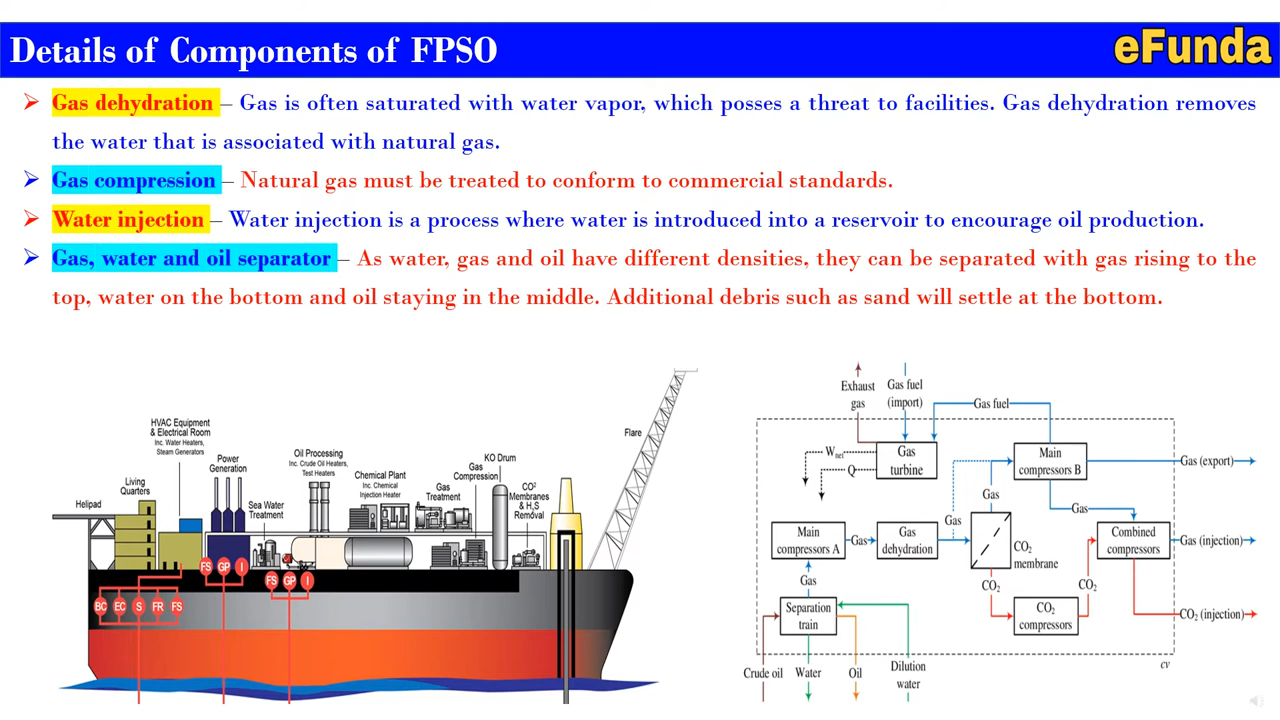 Details of Components of FPSO
eFunda
➢ Gas dehydration – Gas is often saturated with water vapor, which posses a threat to facilities. Gas dehydration removes
the water that is associated with natural gas.
➢ Gas compression – Natural gas must be treated to conform to commercial standards.
➢ Water injection – Water injection is a process where water is introduced into a reservoir to encourage oil production.
➢ Gas, water and oil separator – As water, gas and oil have different densities, they can be separated with gas rising to the
top, water on the bottom and oil staying in the middle. Additional debris such as sand will settle at the bottom.
HVAC Equipment
& Electrical Room
Inc. Water Heaters,
Steam Generators
Helipad
Living
Quarters
Power
Generation
Sea Water
Treatment
Oil Processing
Inc. Crude Oil Heaters,
Test Heaters
Chemical Plant
Inc. Chemical
Injection Heater
Gas
Treatment
Gas
Compression
KO Drum
CO²
Membranes
& H₂S
Removal
Flare
FS GP I
FS GP I
BC EC S FR FS
Exhaust
gas
Gas fuel
(import)
Gas fuel
Wnet
Q
Gas
turbine
Main
compressors B
Gas (export)
Gas
Gas
Gas
Main
compressors A
Gas
Gas
dehydration
CO₂
membrane
Combined
compressors
Gas (injection)
Gas
CO₂
CO₂
Separation
train
CO₂
compressors
CO₂ (injection)
Crude oil
Water
Oil
Dilution
water
cv